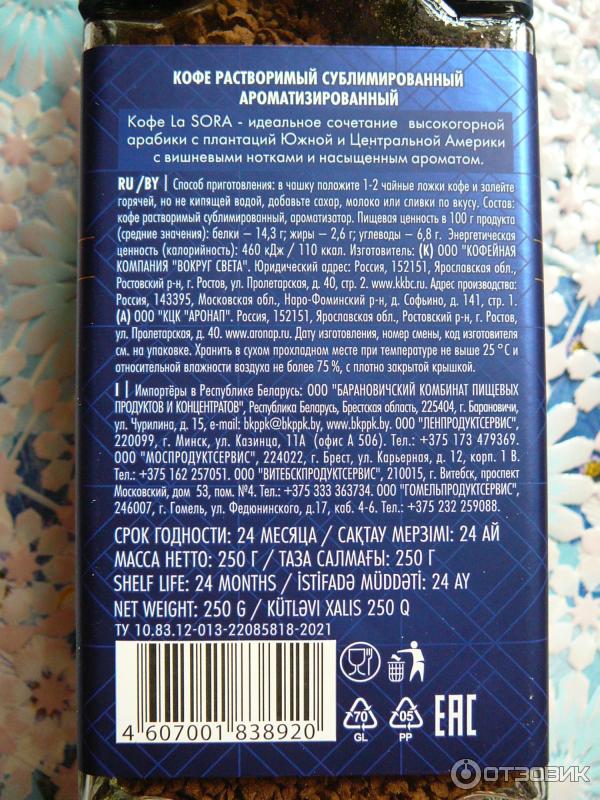 КОФЕ РАСТВОРИМЫЙ СУБЛИМИРОВАННЫЙ
АРОМАТИЗИРОВАННЫЙ
Кофе La SORA - идеальное сочетание высокогорной
арабики с плантаций Южной и Центральной Америки
с вишневыми нотками и насыщенным ароматом.
RU /BY | Способ приготовления: в чашку положите 1-2 чайные ложки кофе и залейте
горячей, но не кипящей водой, добавьте сахар, молоко или сливки по вкусу. Состав:
кофе растворимый сублимированный, ароматизатор. Пищевая ценность в 100 г продукта
(средние значения): белки – 14,3 г; жиры – 2,6 г; углеводы – 6,8 г. Энергетическая
ценность (калорийность): 460 кДж / 110 ккал. Изготовитель: (К) ООО "КОФЕЙНАЯ
КОМПАНИЯ "ВОКРУГ СВЕТА". Юридический адрес: Россия, 152151, Ярославская обл.,
Ростовский р-н, г. Ростов, ул. Пролетарская, д. 40, стр. 2. www.kkbc.ru. Адрес производства:
Россия, 143395, Московская обл., Наро-Фоминский р-н, д. Софьино, д. 141, стр. 1.
(А) ООО "КЦК "АРОНАП". Россия, 152151, Ярославская обл., Ростовский р-н, г. Ростов,
ул. Пролетарская, д. 40. www.aronap.ru. Дату изготовления, номер смены, код изготовителя
см. на упаковке. Хранить в сухом прохладном месте при температуре не выше 25 °С и
относительной влажности воздуха не более 75 %, с плотно закрытой крышкой.
I | Импортёры в Республике Беларусь: ООО "БАРАНОВИЧСКИЙ КОМБИНАТ ПИЩЕВЫХ
ПРОДУКТОВ И КОНЦЕНТРАТОВ", Республика Беларусь, Брестская область, 225404, г. Барановичи,
ул. Чурилина, д. 15, e-mail: bkppk@bkppk.by, www.bkppk.by. ООО "ЛЕНПРОДУКТСЕРВИС",
220099, г. Минск, ул. Казинца, 11А (офис А 506). Тел.: +375 173 479369.
ООО "МОСПРОДУКТСЕРВИС", 224022, г. Брест, ул. Карьерная, д. 12, корп. 1 В.
Тел.: +375 162 257051. ООО "ВИТЕБСКПРОДУКТСЕРВИС", 210015, г. Витебск, проспект
Московский, дом 53, пом. №4. Тел.: +375 333 363734. ООО "ГОМЕЛЬПРОДУКТСЕРВИС",
246007, г. Гомель, ул. Федюнинского, д.17, каб. 4-6. Тел.: +375 232 259088.
СРОК ГОДНОСТИ: 24 МЕСЯЦА / САҚТАУ МЕРЗІМІ: 24 АЙ
МАССА НЕТТО: 250 Г / ТАЗА САЛМАҒЫ: 250 Г
SHELF LIFE: 24 MONTHS / İSTİFADƏ MÜDDƏTİ: 24 AY
NET WEIGHT: 250 G / KÜTLƏVİ XALIS 250 Q
ТУ 10.83.12-013-22085818-2021
4 607001 838920
70
GL
05
PP
EAC
ОТЗОВИК